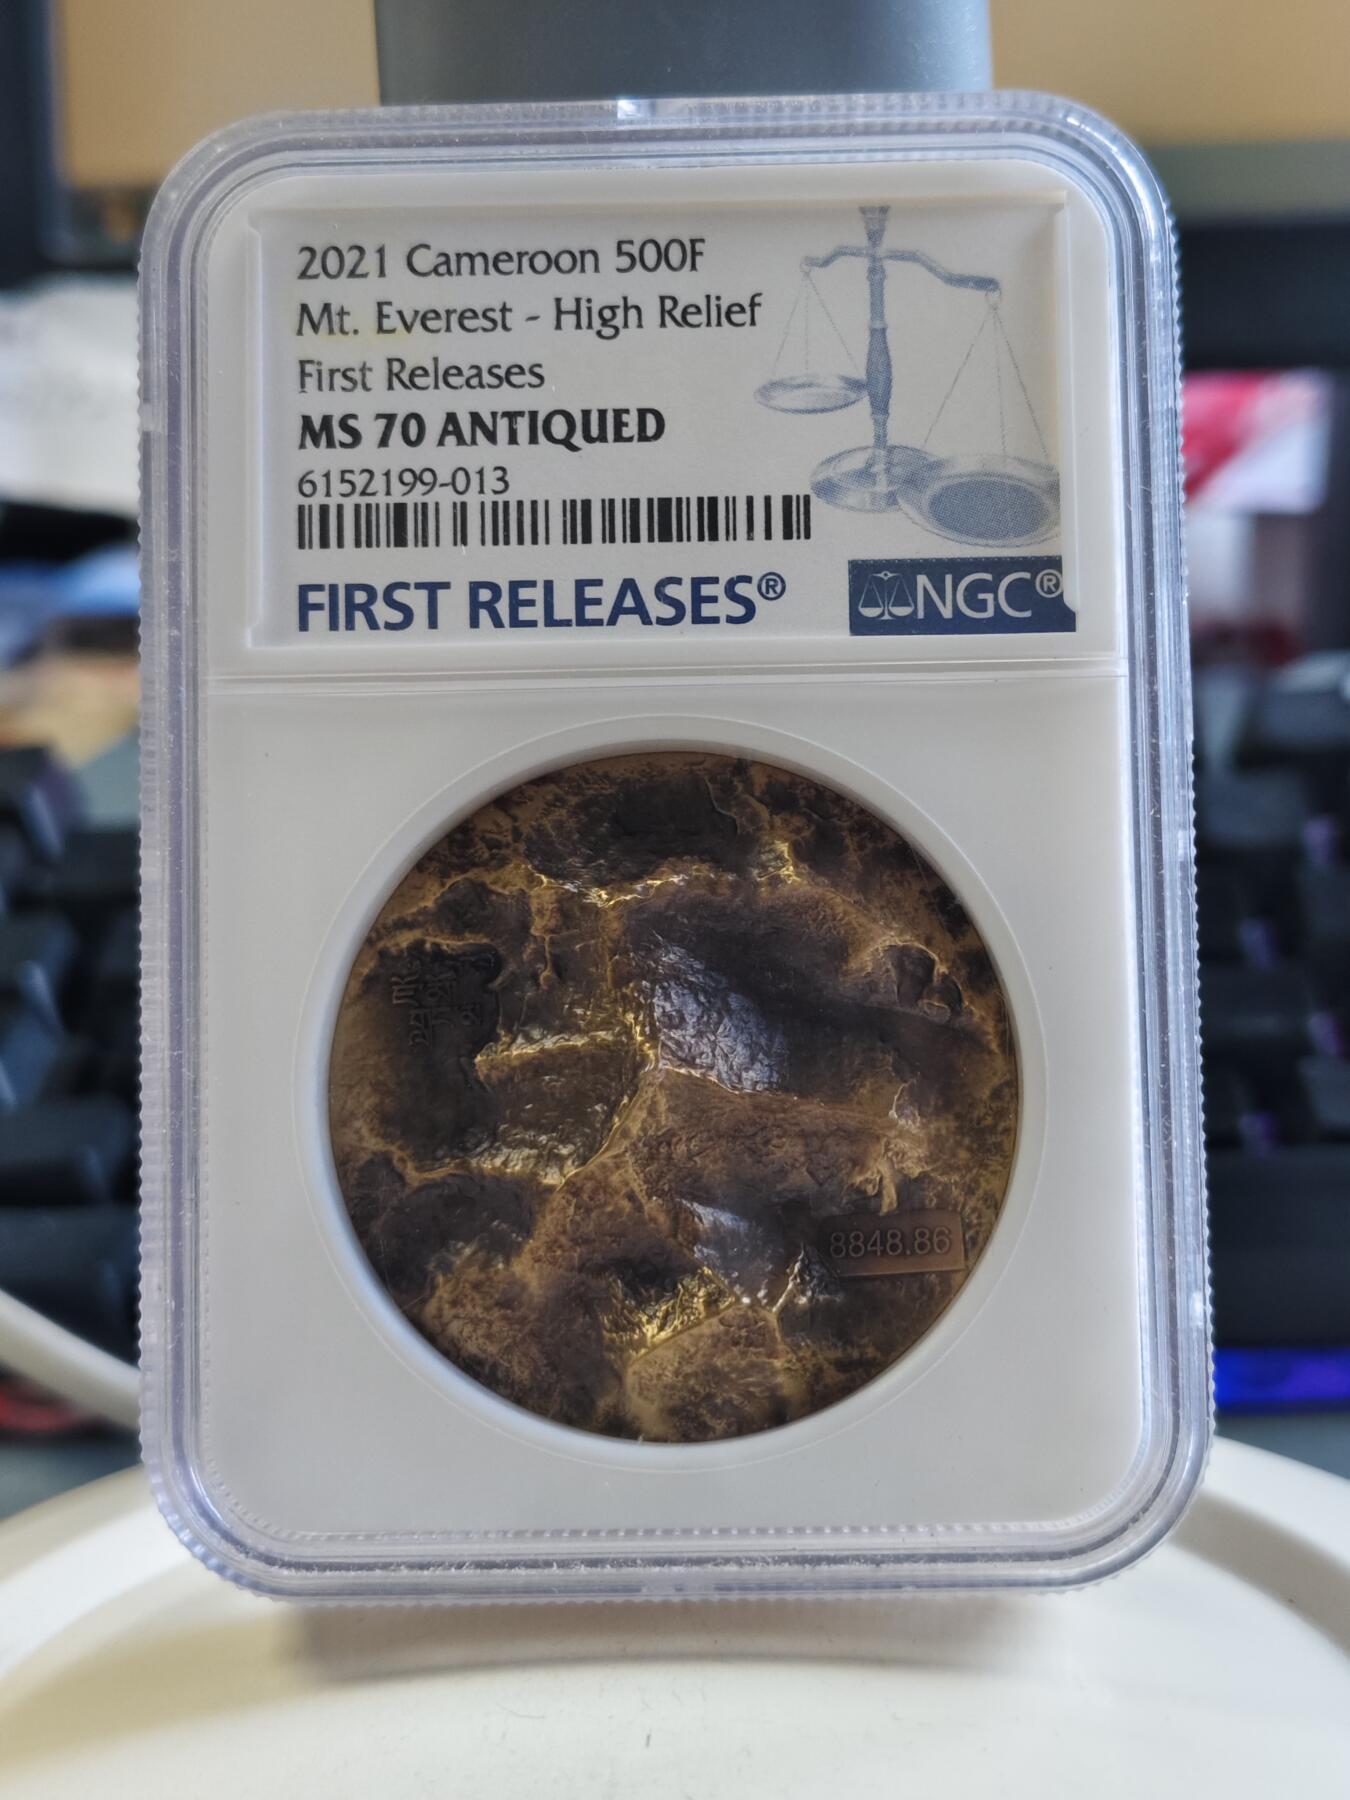 2021 Cameroon 500F
Mt. Everest - High Relief
First Releases
MS 70 ANTIQUED
6152199-013
FIRST RELEASES®
NGC®
8848.86